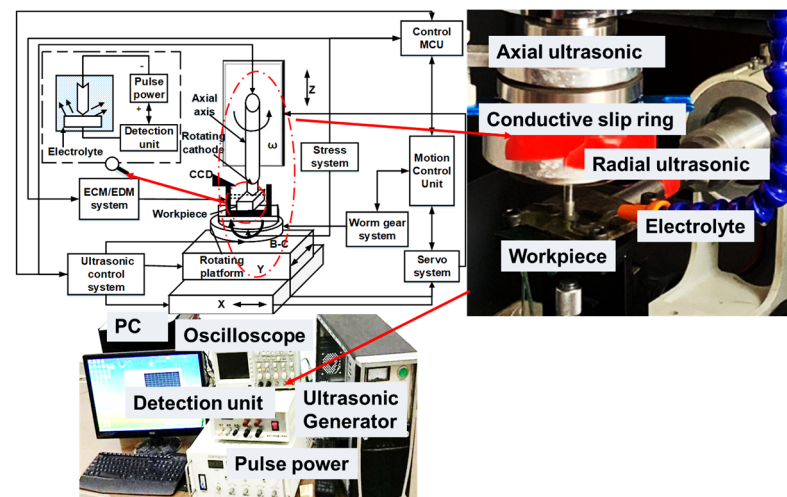 Control
MCU
Pulse
power
Detection
unit
Electrolyte
-
+
Axial
axis
Rotating
cathode
CCD
Workpiece
Z
ω
Stress
system
ECM/EDM
system
Motion
Control
Unit
Worm gear
system
B-C
Rotating
platform
Y
Ultrasonic
control
system
Servo
system
X
Axial ultrasonic
Conductive slip ring
Radial ultrasonic
Electrolyte
Workpiece
PC
Oscilloscope
Detection unit
Ultrasonic
Generator
Pulse power